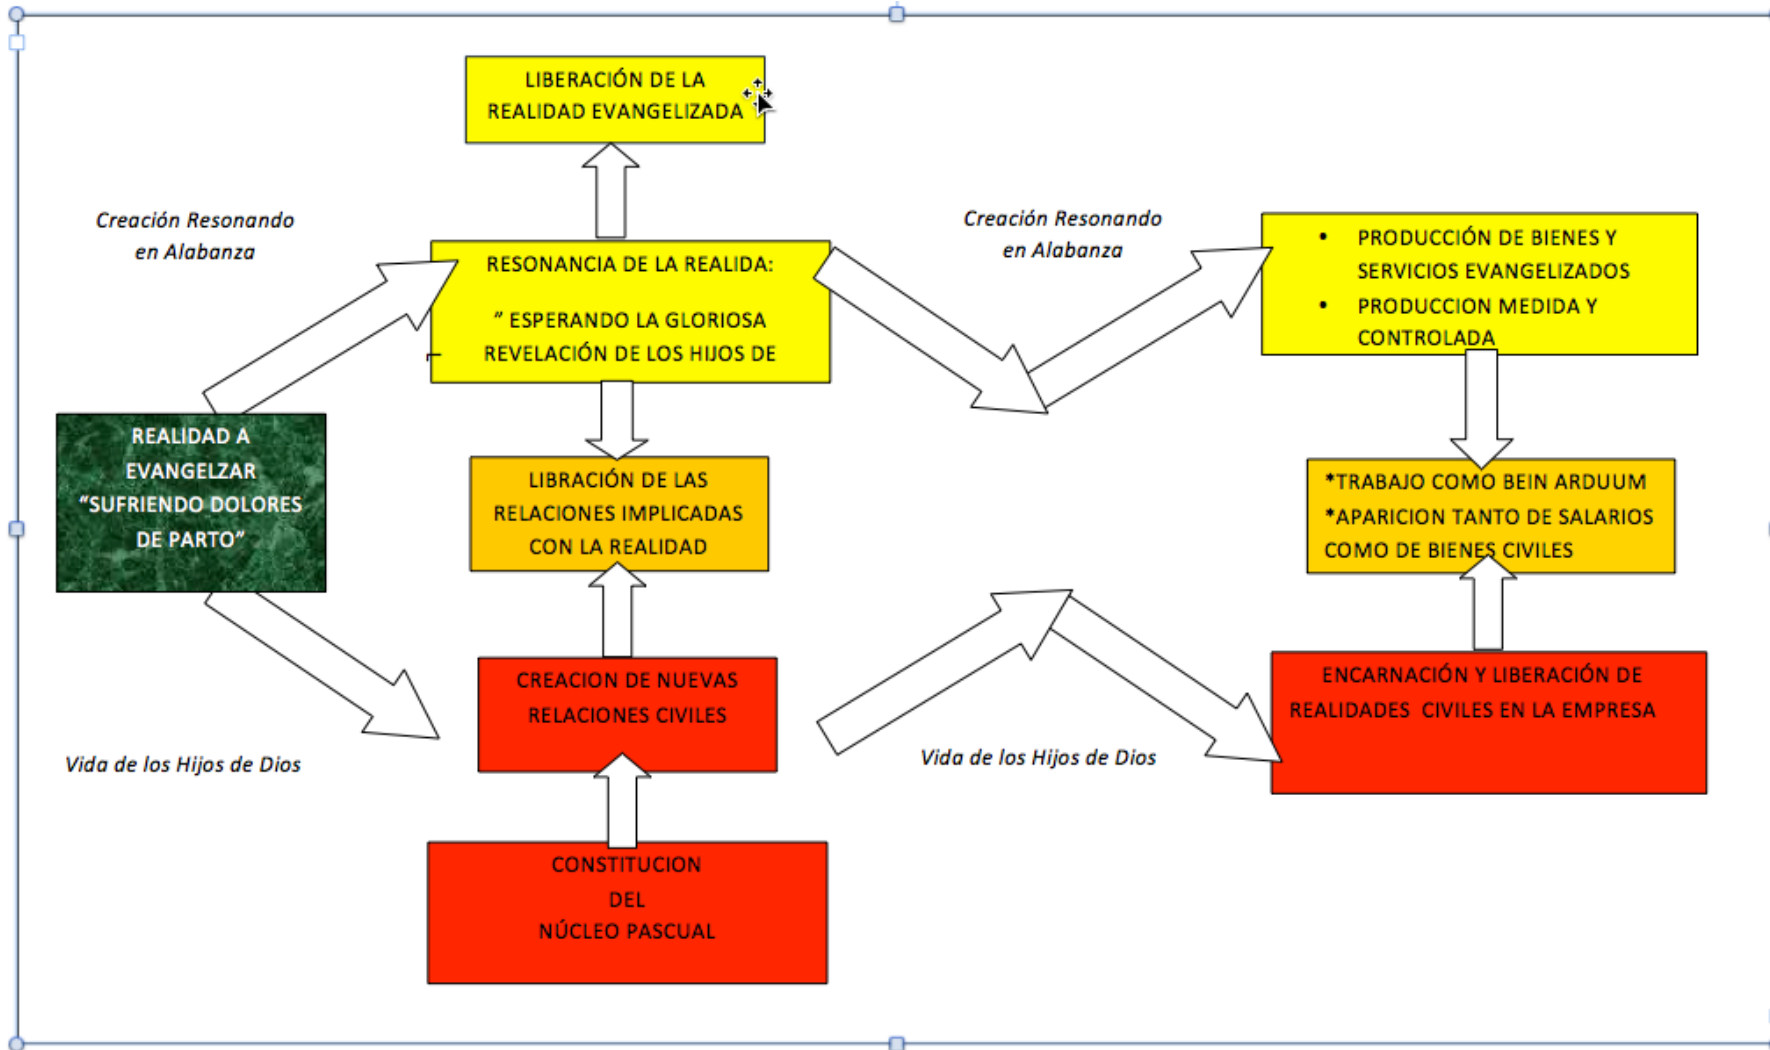 LIBERACIÓN DE LA
REALIDAD EVANGELIZADA
Creación Resonando
en Alabanza
RESONANCIA DE LA REALIDA:
” ESPERANDO LA GLORIOSA
REVELACIÓN DE LOS HIJOS DE
Creación Resonando
en Alabanza
• PRODUCCIÓN DE BIENES Y
SERVICIOS EVANGELIZADOS
• PRODUCCION MEDIDA Y
CONTROLADA
REALIDAD A
EVANGELZAR
“SUFRIENDO DOLORES
DE PARTO”
LIBRACIÓN DE LAS
RELACIONES IMPLICADAS
CON LA REALIDAD
*TRABAJO COMO BEIN ARDUUM
*APARICION TANTO DE SALARIOS
COMO DE BIENES CIVILES
CREACION DE NUEVAS
RELACIONES CIVILES
ENCARNACIÓN Y LIBERACIÓN DE
REALIDADES CIVILES EN LA EMPRESA
Vida de los Hijos de Dios
Vida de los Hijos de Dios
CONSTITUCION
DEL
NÚCLEO PASCUAL